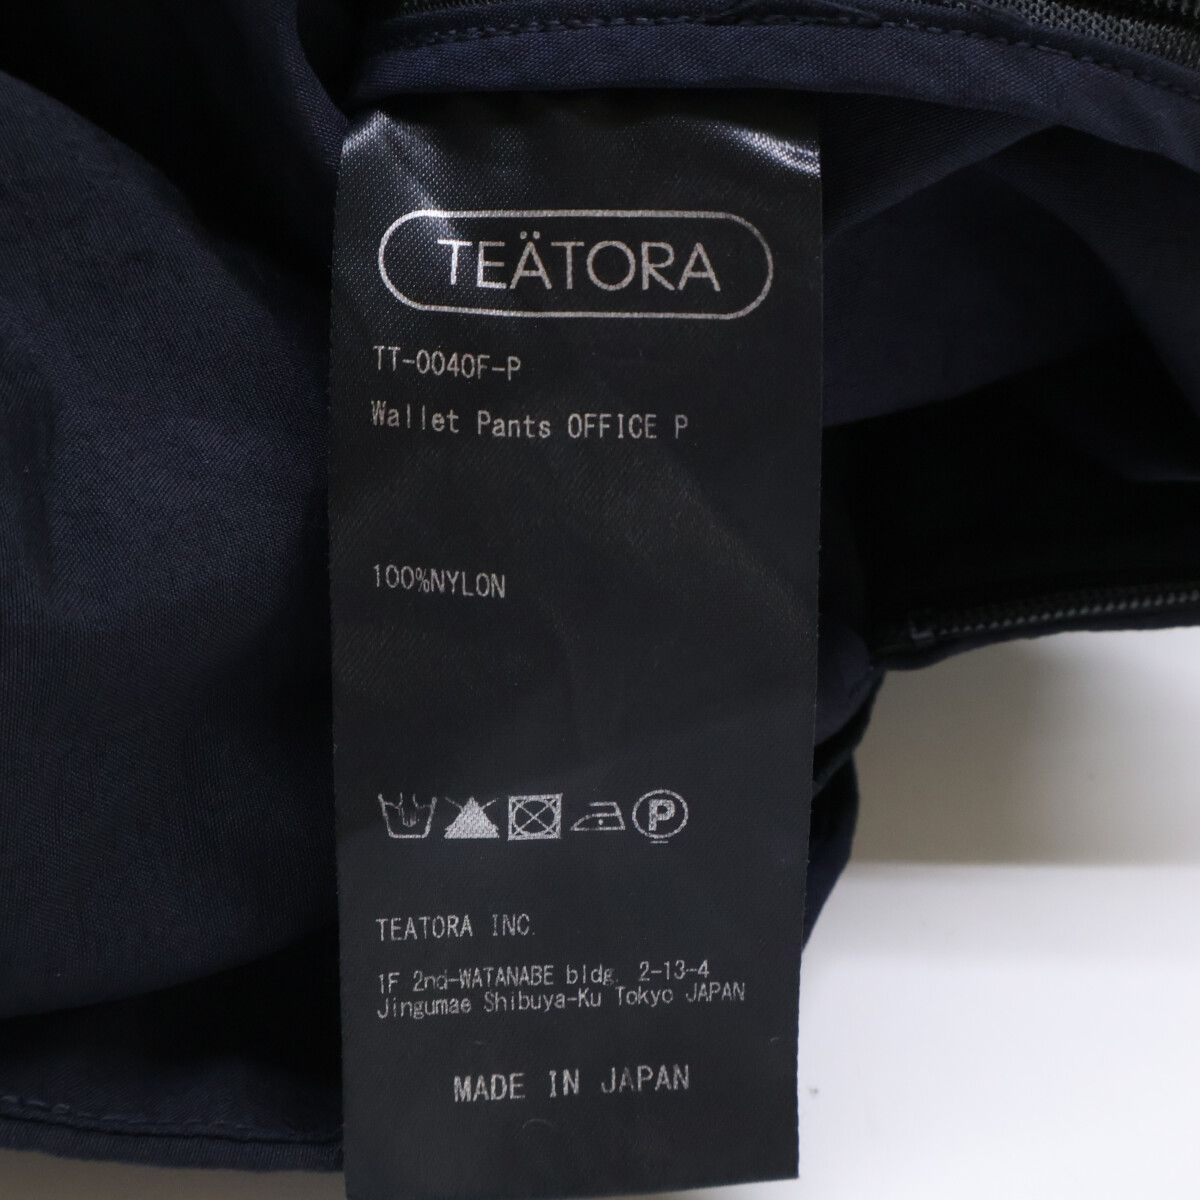 TEÄTORA
TT-0040F-P
Wallet Pants OFFICE P
100%NYLON
P
TEATORA INC.
1F 2nd-WATANABE bldg. 2-13-4
Jingumae Shibuya-Ku Tokyo JAPAN
MADE IN JAPAN